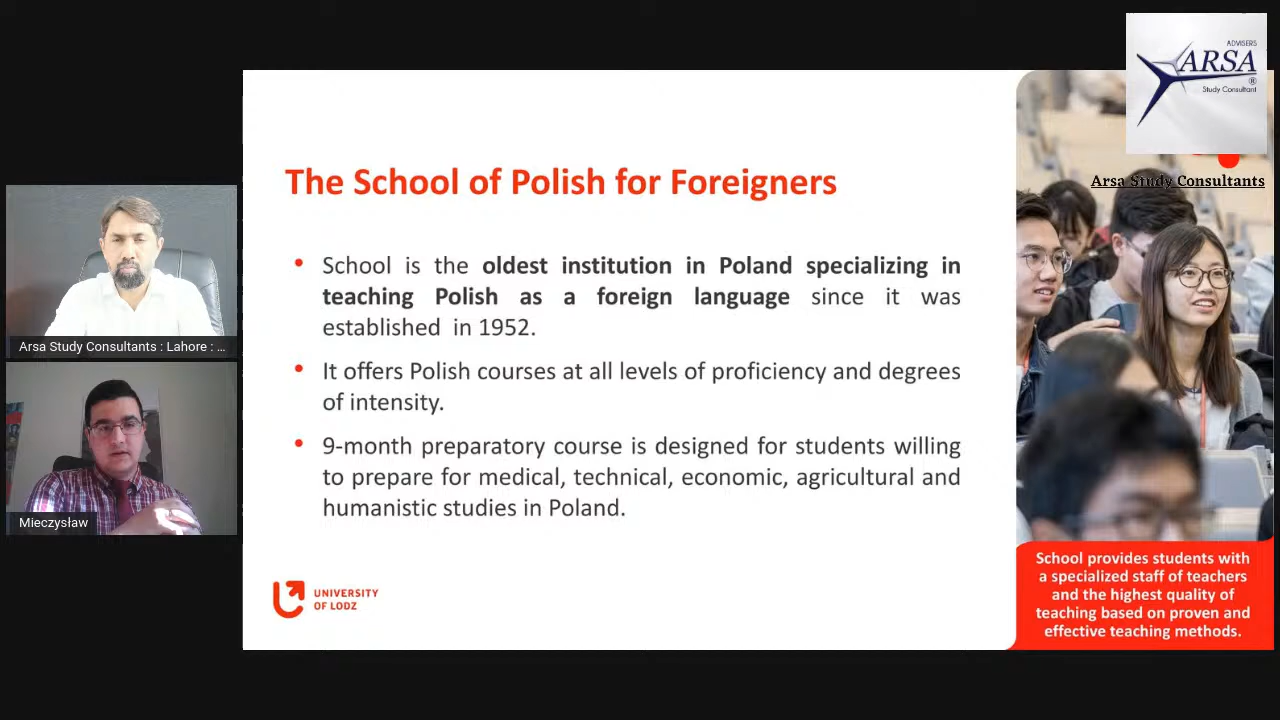 ADVISERS
ARSA
®
Study Consultant
Arsa Study Consultants
The School of Polish for Foreigners
• School is the oldest institution in Poland specializing in
teaching Polish as a foreign language since it was
established in 1952.
• It offers Polish courses at all levels of proficiency and degrees
of intensity.
• 9-month preparatory course is designed for students willing
to prepare for medical, technical, economic, agricultural and
humanistic studies in Poland.
UNIVERSITY
OF LODZ
School provides students with
a specialized staff of teachers
and the highest quality of
teaching based on proven and
effective teaching methods.
Arsa Study Consultants : Lahore : ...
Mieczysław